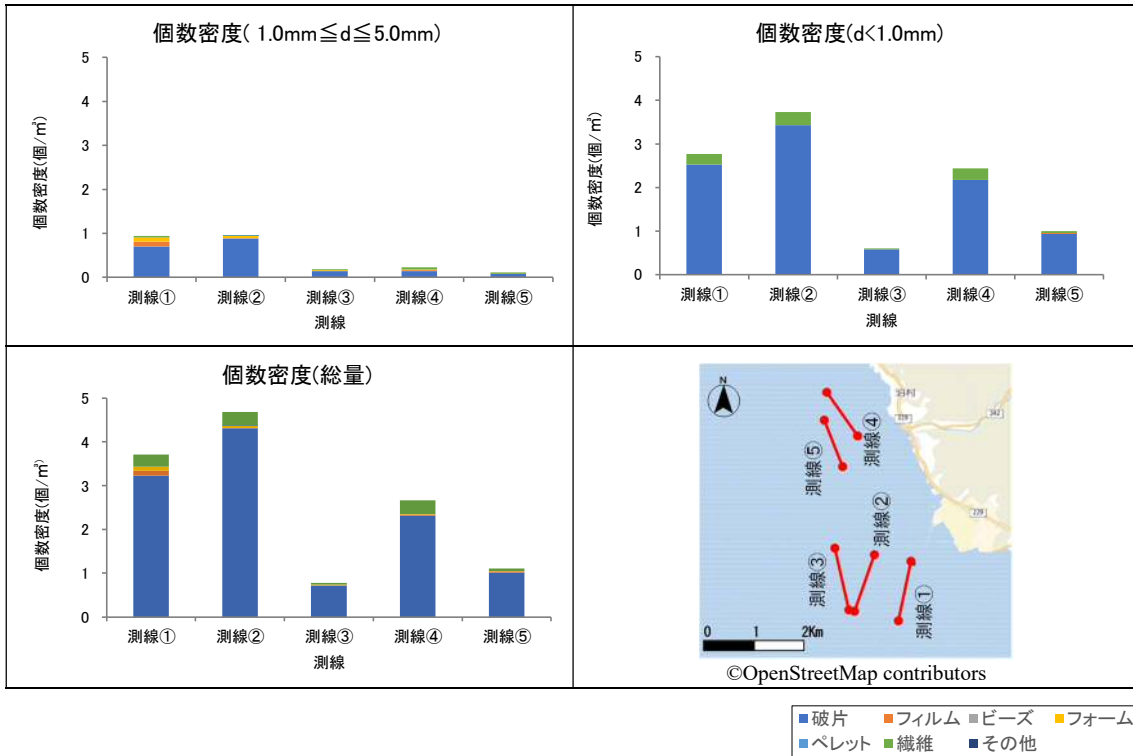 個数密度( 1.0mm≦d≦5.0mm)
個数密度(個/㎥)
5
4
3
2
1
0
測線① 測線② 測線③ 測線④ 測線⑤
測線
個数密度(d<1.0mm)
個数密度(個/㎥)
5
4
3
2
1
0
測線① 測線② 測線③ 測線④ 測線⑤
測線
個数密度(総量)
個数密度(個/㎥)
5
4
3
2
1
0
測線① 測線② 測線③ 測線④ 測線⑤
測線
N
229
342
229
測線④
測線⑤
測線②
測線③
測線①
0 1 2Km
©OpenStreetMap contributors
破片 フィルム ビーズ フォーム
ペレット 繊維 その他